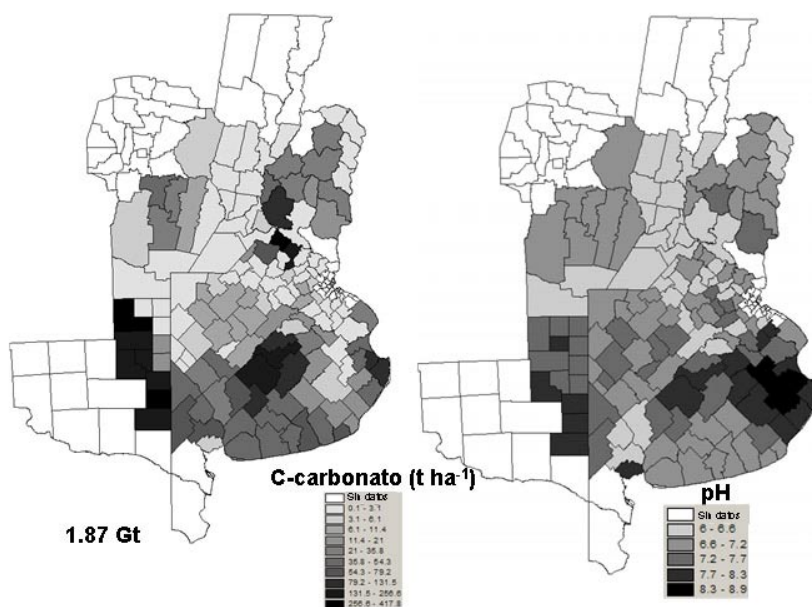 C-carbonato (t ha-1)
Sin datos
0.1 - 3.1
3.1 - 6.1
6.1 - 11.4
11.4 - 21
21 - 35.8
35.8 - 54.3
54.3 - 79.2
79.2 - 131.5
131.5 - 256.6
256.6 - 417.8
1.87 Gt
pH
Sin datos
6 - 6.6
6.6 - 7.2
7.2 - 7.7
7.7 - 8.3
8.3 - 8.9